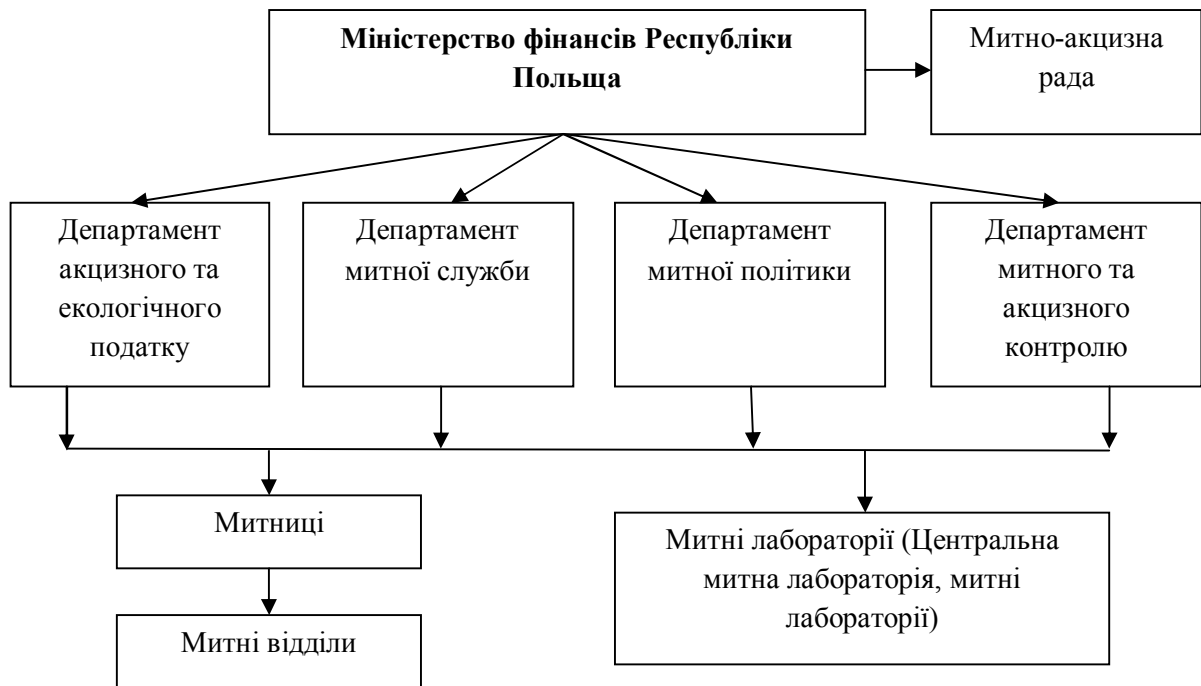 Міністерство фінансів Республіки
Польща
Митно-акцизна
рада
Департамент
акцизного та
екологічного
податку
Департамент
митної служби
Департамент
митної політики
Департамент
митного та
акцизного
контролю
Митниці
Митні лабораторії (Центральна
митна лабораторія, митні
лабораторії)
Митні відділи